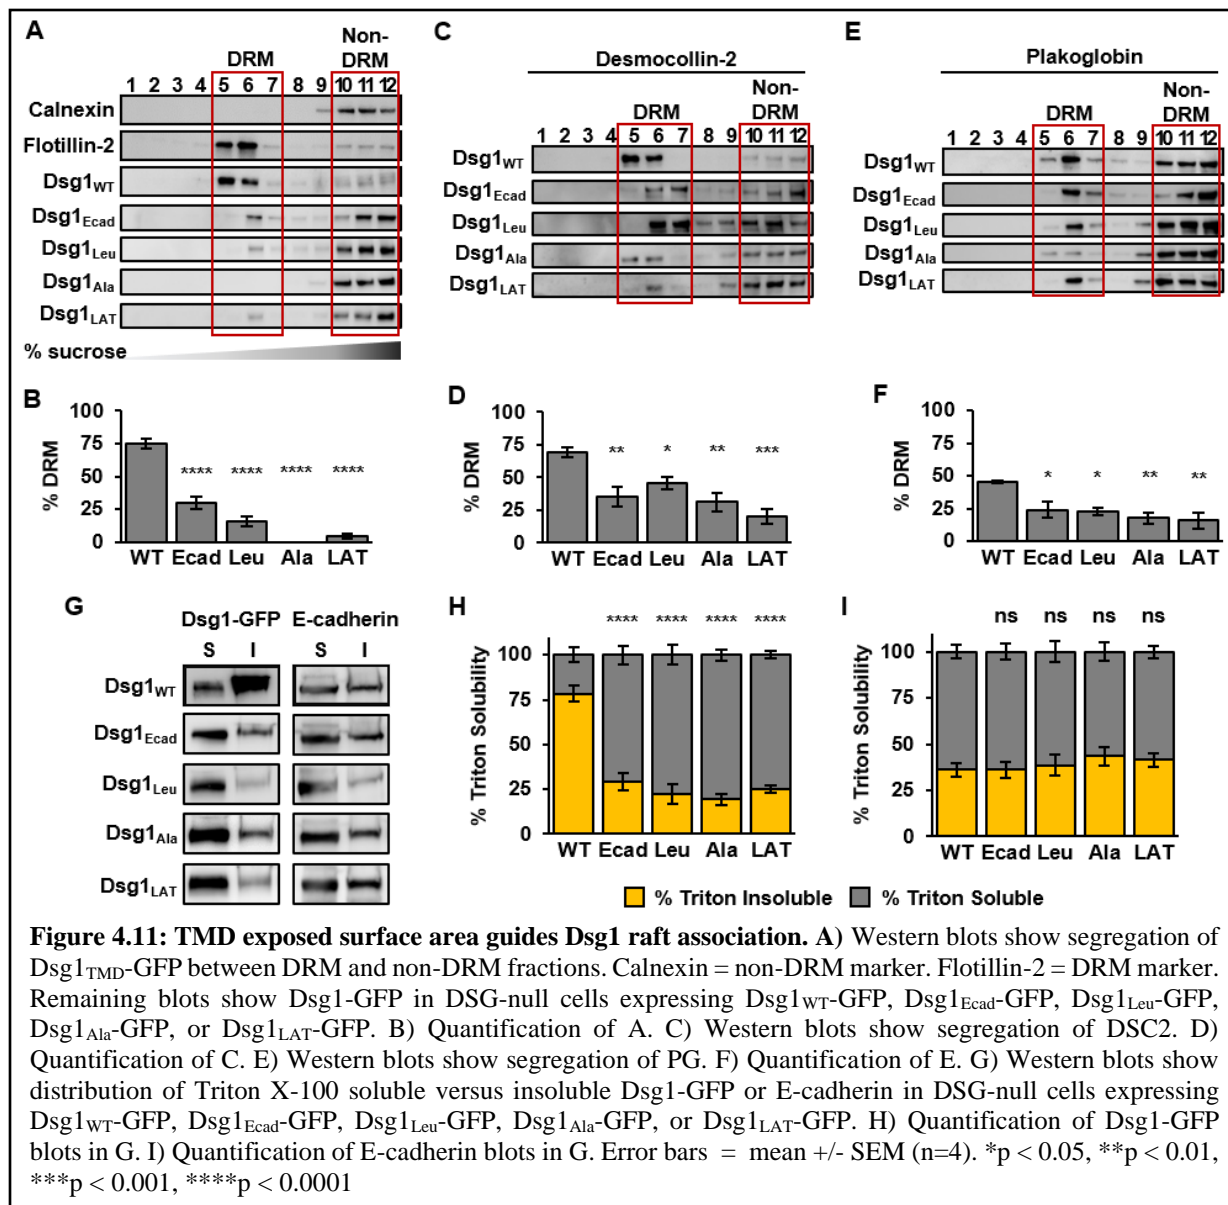 A
DRM
Non-
DRM
1 2 3 4 5 6 7 8 9 10 11 12
Calnexin
Flotillin-2
Dsg1WT
Dsg1Ecad
Dsg1Leu
Dsg1Ala
Dsg1LAT
% sucrose
C
Desmocollin-2
DRM
Non-
DRM
1 2 3 4 5 6 7 8 9 10 11 12
Dsg1WT
Dsg1Ecad
Dsg1Leu
Dsg1Ala
Dsg1LAT
E
Plakoglobin
DRM
Non-
DRM
1 2 3 4 5 6 7 8 9 10 11 12
Dsg1WT
Dsg1Ecad
Dsg1Leu
Dsg1Ala
Dsg1LAT
B
% DRM
100
75
50
25
0
**** **** **** ****
WT Ecad Leu Ala LAT
D
% DRM
100
75
50
25
0
** * ** ***
WT Ecad Leu Ala LAT
F
% DRM
100
75
50
25
0
* * ** **
WT Ecad Leu Ala LAT
G
Dsg1-GFP E-cadherin
S I S I
Dsg1WT
Dsg1Ecad
Dsg1Leu
Dsg1Ala
Dsg1LAT
H
**** **** **** ****
% Triton Solubility
100
75
50
25
0
WT Ecad Leu Ala LAT
I
ns ns ns ns
% Triton Solubility
100
75
50
25
0
WT Ecad Leu Ala LAT
% Triton Insoluble % Triton Soluble
Figure 4.11: TMD exposed surface area guides Dsg1 raft association. A) Western blots show segregation of
Dsg1TMD-GFP between DRM and non-DRM fractions. Calnexin = non-DRM marker. Flotillin-2 = DRM marker.
Remaining blots show Dsg1-GFP in DSG-null cells expressing Dsg1WT-GFP, Dsg1Ecad-GFP, Dsg1Leu-GFP,
Dsg1Ala-GFP, or Dsg1LAT-GFP. B) Quantification of A. C) Western blots show segregation of DSC2. D)
Quantification of C. E) Western blots show segregation of PG. F) Quantification of E. G) Western blots show
distribution of Triton X-100 soluble versus insoluble Dsg1-GFP or E-cadherin in DSG-null cells expressing
Dsg1WT-GFP, Dsg1Ecad-GFP, Dsg1Leu-GFP, Dsg1Ala-GFP, or Dsg1LAT-GFP. H) Quantification of Dsg1-GFP
blots in G. I) Quantification of E-cadherin blots in G. Error bars = mean +/- SEM (n=4). *p < 0.05, **p < 0.01,
***p < 0.001, ****p < 0.0001